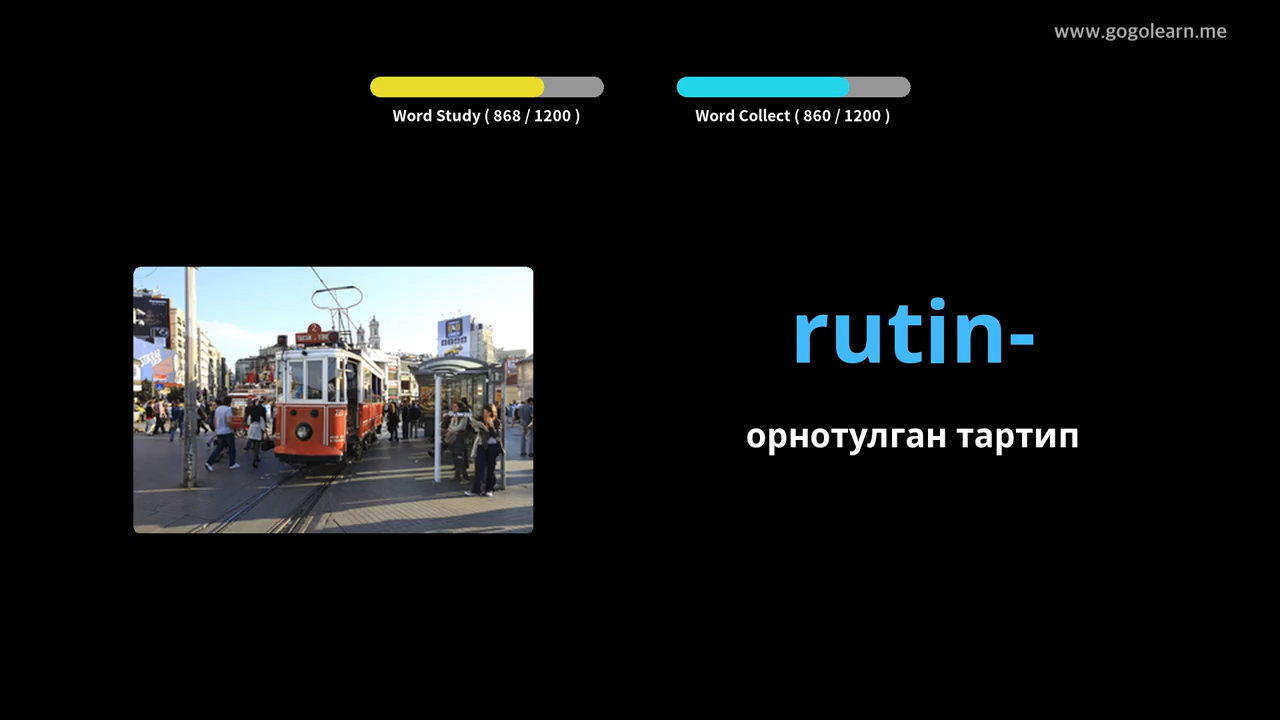 www.gogolearn.me
Word Study ( 868 / 1200 )
Word Collect ( 860 / 1200 )
rutin-
орнотулган тартип